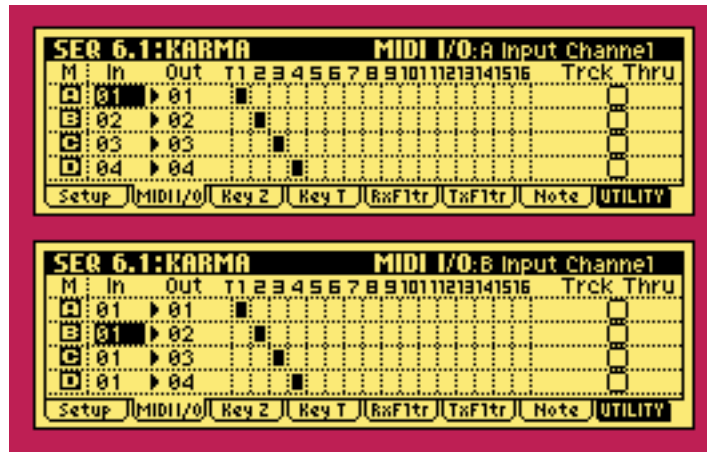 SEQ 6.1:KARMA MIDI I/O:A Input Channel
M In Out T1 2 3 4 5 6 7 8 9 10 11 12 13 14 15 16 Trck Thru
A 01 01
B 02 02
C 03 03
D 04 04
Setup MIDI I/O Key Z Key T RxFltr TxFltr Note UTILITY
SEQ 6.1:KARMA MIDI I/O:B Input Channel
M In Out T1 2 3 4 5 6 7 8 9 10 11 12 13 14 15 16 Trck Thru
A 01 01
B 01 02
C 01 03
D 01 04
Setup MIDI I/O Key Z Key T RxFltr TxFltr Note UTILITY